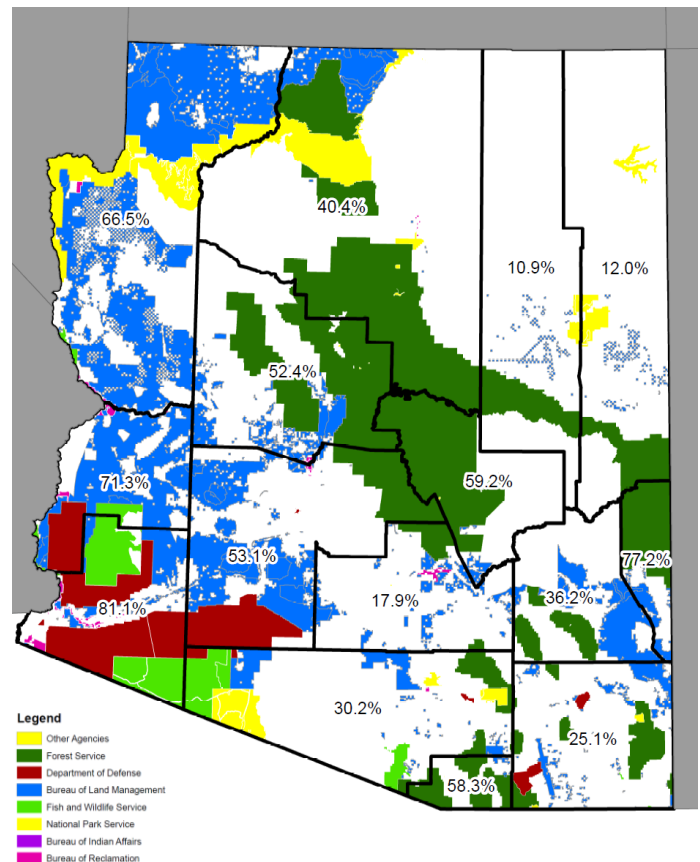 66.5%
40.4%
10.9%
12.0%
52.4%
71.3%
59.2%
53.1%
77.2%
36.2%
17.9%
81.1%
30.2%
25.1%
58.3%
Legend
Other Agencies
Forest Service
Department of Defense
Bureau of Land Management
Fish and Wildlife Service
National Park Service
Bureau of Indian Affairs
Bureau of Reclamation